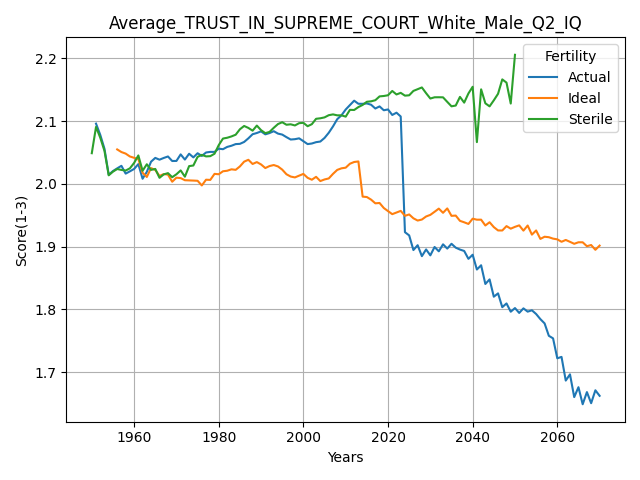 Average_TRUST_IN_SUPREME_COURT_White_Male_Q2_IQ
Fertility
Actual
Ideal
Sterile
Score(1-3)
2.2
2.1
2.0
1.9
1.8
1.7
1960 1980 2000 2020 2040 2060
Years